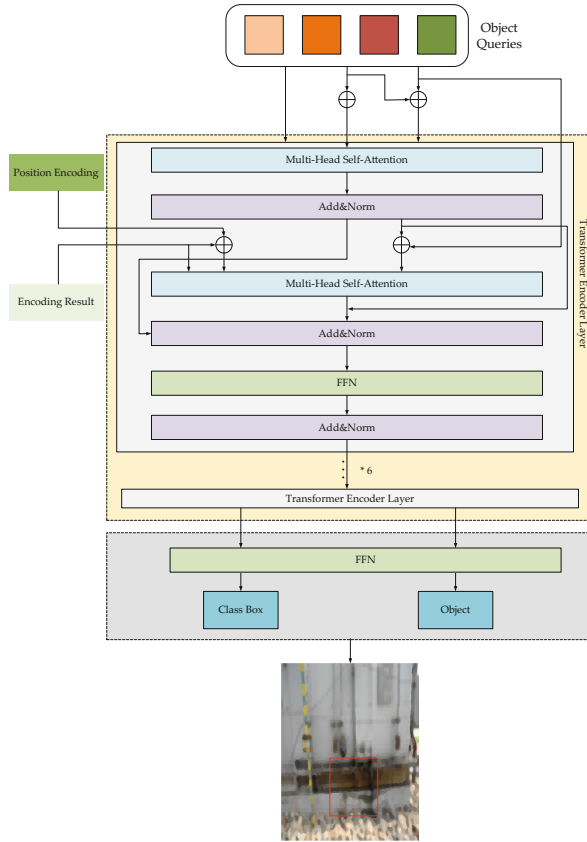 Object
Queries
Multi-Head Self-Attention
Position Encoding
Add&Norm
Transformer Encoder Layer
Multi-Head Self-Attention
Encoding Result
Add&Norm
FFN
Add&Norm
* 6
Transformer Encoder Layer
FFN
Class Box
Object